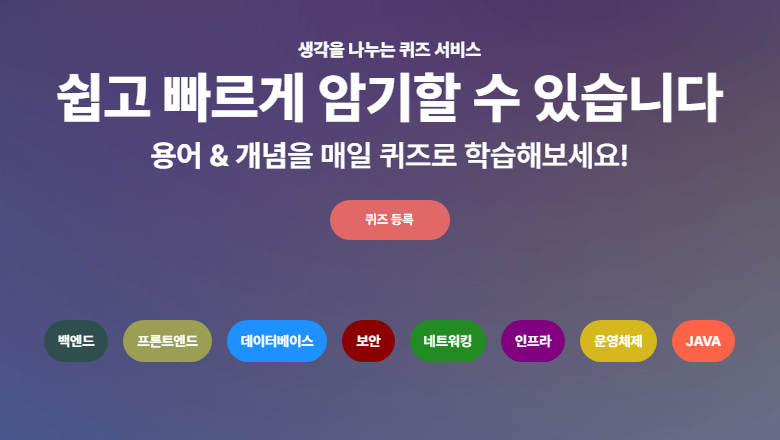 생각을 나누는 퀴즈 서비스
쉽고 빠르게 암기할 수 있습니다
용어 & 개념을 매일 퀴즈로 학습해보세요!
퀴즈 등록
백엔드 프론트엔드 데이터베이스 보안 네트워킹 인프라 운영체제 JAVA